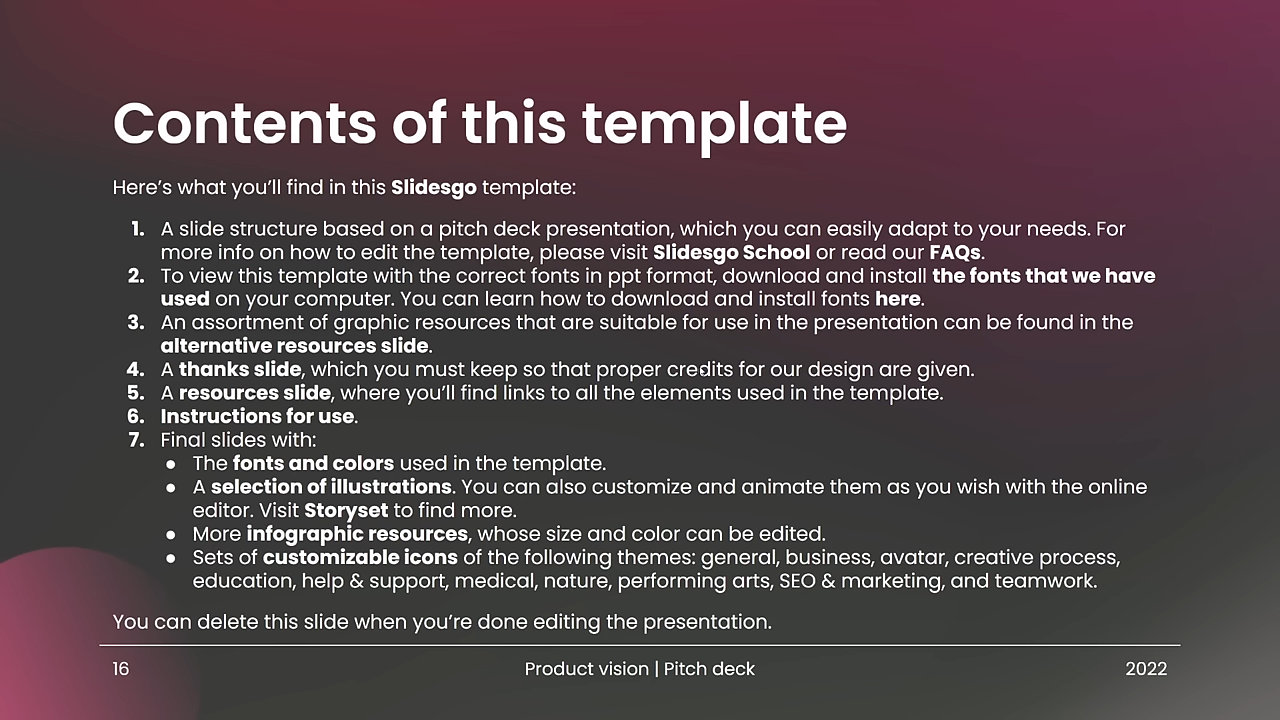 Contents of this template
Here’s what you’ll find in this Slidesgo template:
1. A slide structure based on a pitch deck presentation, which you can easily adapt to your needs. For
more info on how to edit the template, please visit Slidesgo School or read our FAQs.
2. To view this template with the correct fonts in ppt format, download and install the fonts that we have
used on your computer. You can learn how to download and install fonts here.
3. An assortment of graphic resources that are suitable for use in the presentation can be found in the
alternative resources slide.
4. A thanks slide, which you must keep so that proper credits for our design are given.
5. A resources slide, where you’ll find links to all the elements used in the template.
6. Instructions for use.
7. Final slides with:
● The fonts and colors used in the template.
● A selection of illustrations. You can also customize and animate them as you wish with the online
editor. Visit Storyset to find more.
● More infographic resources, whose size and color can be edited.
● Sets of customizable icons of the following themes: general, business, avatar, creative process,
education, help & support, medical, nature, performing arts, SEO & marketing, and teamwork.
You can delete this slide when you’re done editing the presentation.
16 Product vision | Pitch deck 2022